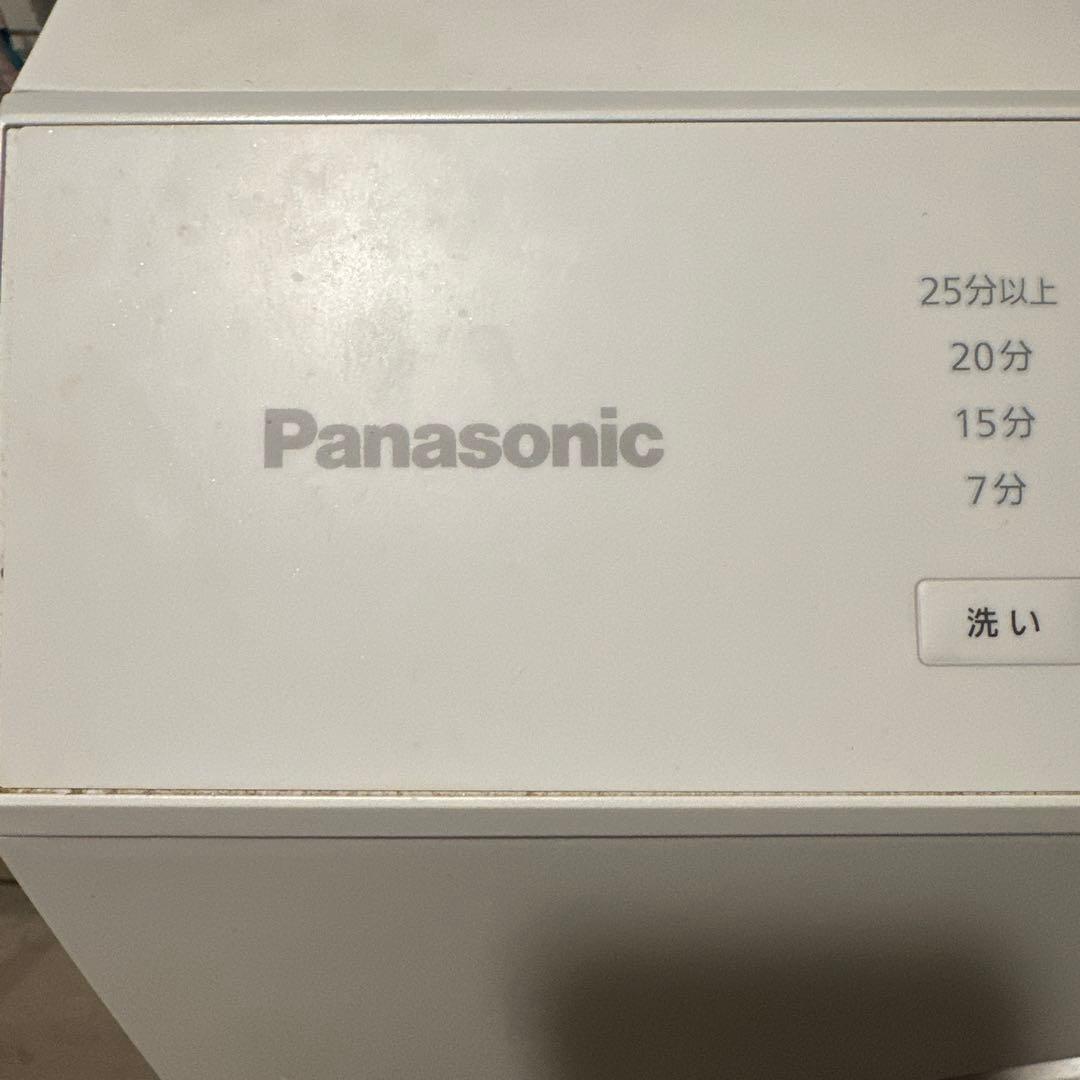 Panasonic
25分以上
20分
15分
7分
洗い